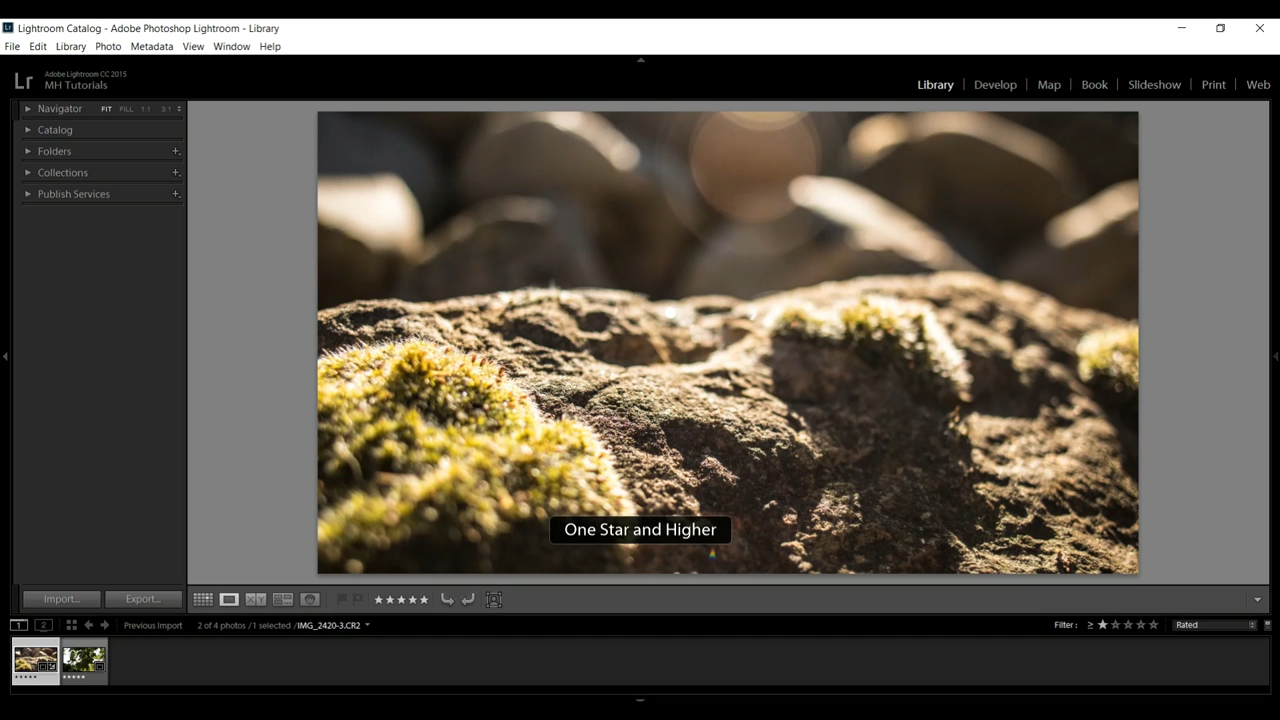 Lightroom Catalog - Adobe Photoshop Lightroom - Library
File Edit Library Photo Metadata View Window Help
Lr
Adobe Lightroom CC 2015
MH Tutorials
Library | Develop | Map | Book | Slideshow | Print | Web
Navigator FIT FILL 1:1 3:1
Catalog
Folders
Collections
Publish Services
One Star and Higher
Import... Export...
XY
1 2 Previous Import 2 of 4 photos / 1 selected / IMG_2420-3.CR2 Filter : ≥ ★ Rated